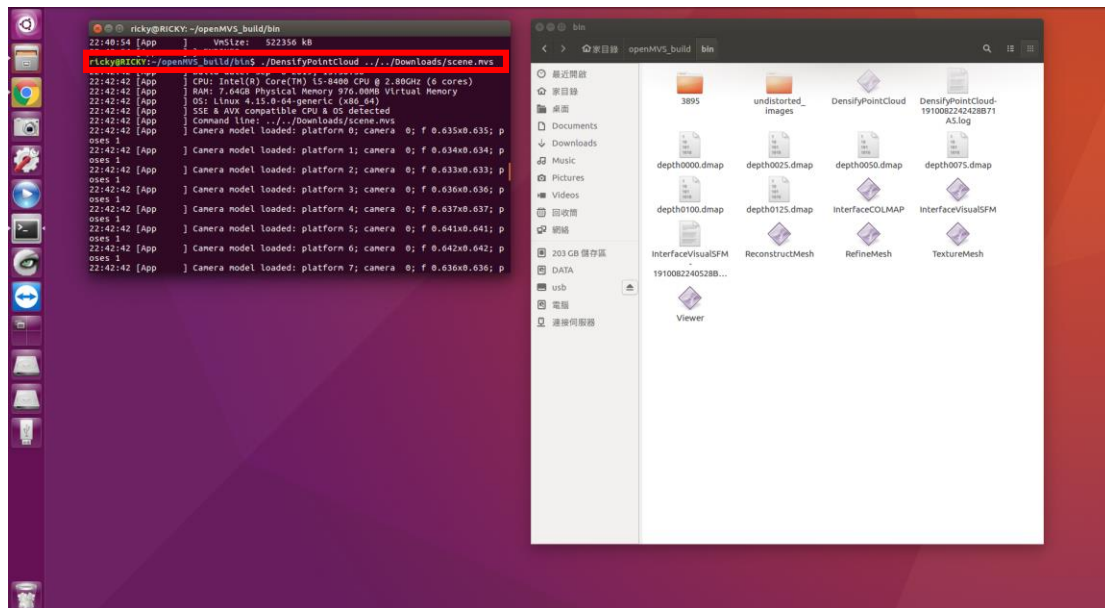 ricky@RICKY: ~/openMVS_build/bin
22:40:54 [App     ]     VmSize:   522356 kB
ricky@RICKY:~/openMVS_build/bin$ ./DensifyPointCloud ../../Downloads/scene.mvs
22:42:42 [App     ] CPU: Intel(R) Core(TM) i5-8400 CPU @ 2.80GHz (6 cores)
22:42:42 [App     ] RAM: 7.64GB Physical Memory 976.00MB Virtual Memory
22:42:42 [App     ] OS: Linux 4.15.0-64-generic (x86_64)
22:42:42 [App     ] SSE & AVX compatible CPU & OS detected
22:42:42 [App     ] Command line: ../../Downloads/scene.mvs
22:42:42 [App     ] Camera model loaded: platform 0; camera  0; f 0.635x0.635; p
oses 1
22:42:42 [App     ] Camera model loaded: platform 1; camera  0; f 0.634x0.634; p
oses 1
22:42:42 [App     ] Camera model loaded: platform 2; camera  0; f 0.633x0.633; p
oses 1
22:42:42 [App     ] Camera model loaded: platform 3; camera  0; f 0.636x0.636; p
oses 1
22:42:42 [App     ] Camera model loaded: platform 4; camera  0; f 0.637x0.637; p
oses 1
22:42:42 [App     ] Camera model loaded: platform 5; camera  0; f 0.641x0.641; p
oses 1
22:42:42 [App     ] Camera model loaded: platform 6; camera  0; f 0.642x0.642; p
oses 1
22:42:42 [App     ] Camera model loaded: platform 7; camera  0; f 0.636x0.636; p
bin
家目錄 openMVS_build bin
最近開啟
家目錄
桌面
Documents
Downloads
Music
Pictures
Videos
回收筒
網絡
203 GB 儲存區
DATA
usb
電腦
連接伺服器
3895
undistorted_
images
DensifyPointCloud
DensifyPointCloud-
1910082242428B71
A5.log
depth0000.dmap
depth0025.dmap
depth0050.dmap
depth0075.dmap
depth0100.dmap
depth0125.dmap
InterfaceCOLMAP
InterfaceVisualSFM
InterfaceVisualSFM
-
1910082240528B...
ReconstructMesh
RefineMesh
TextureMesh
Viewer